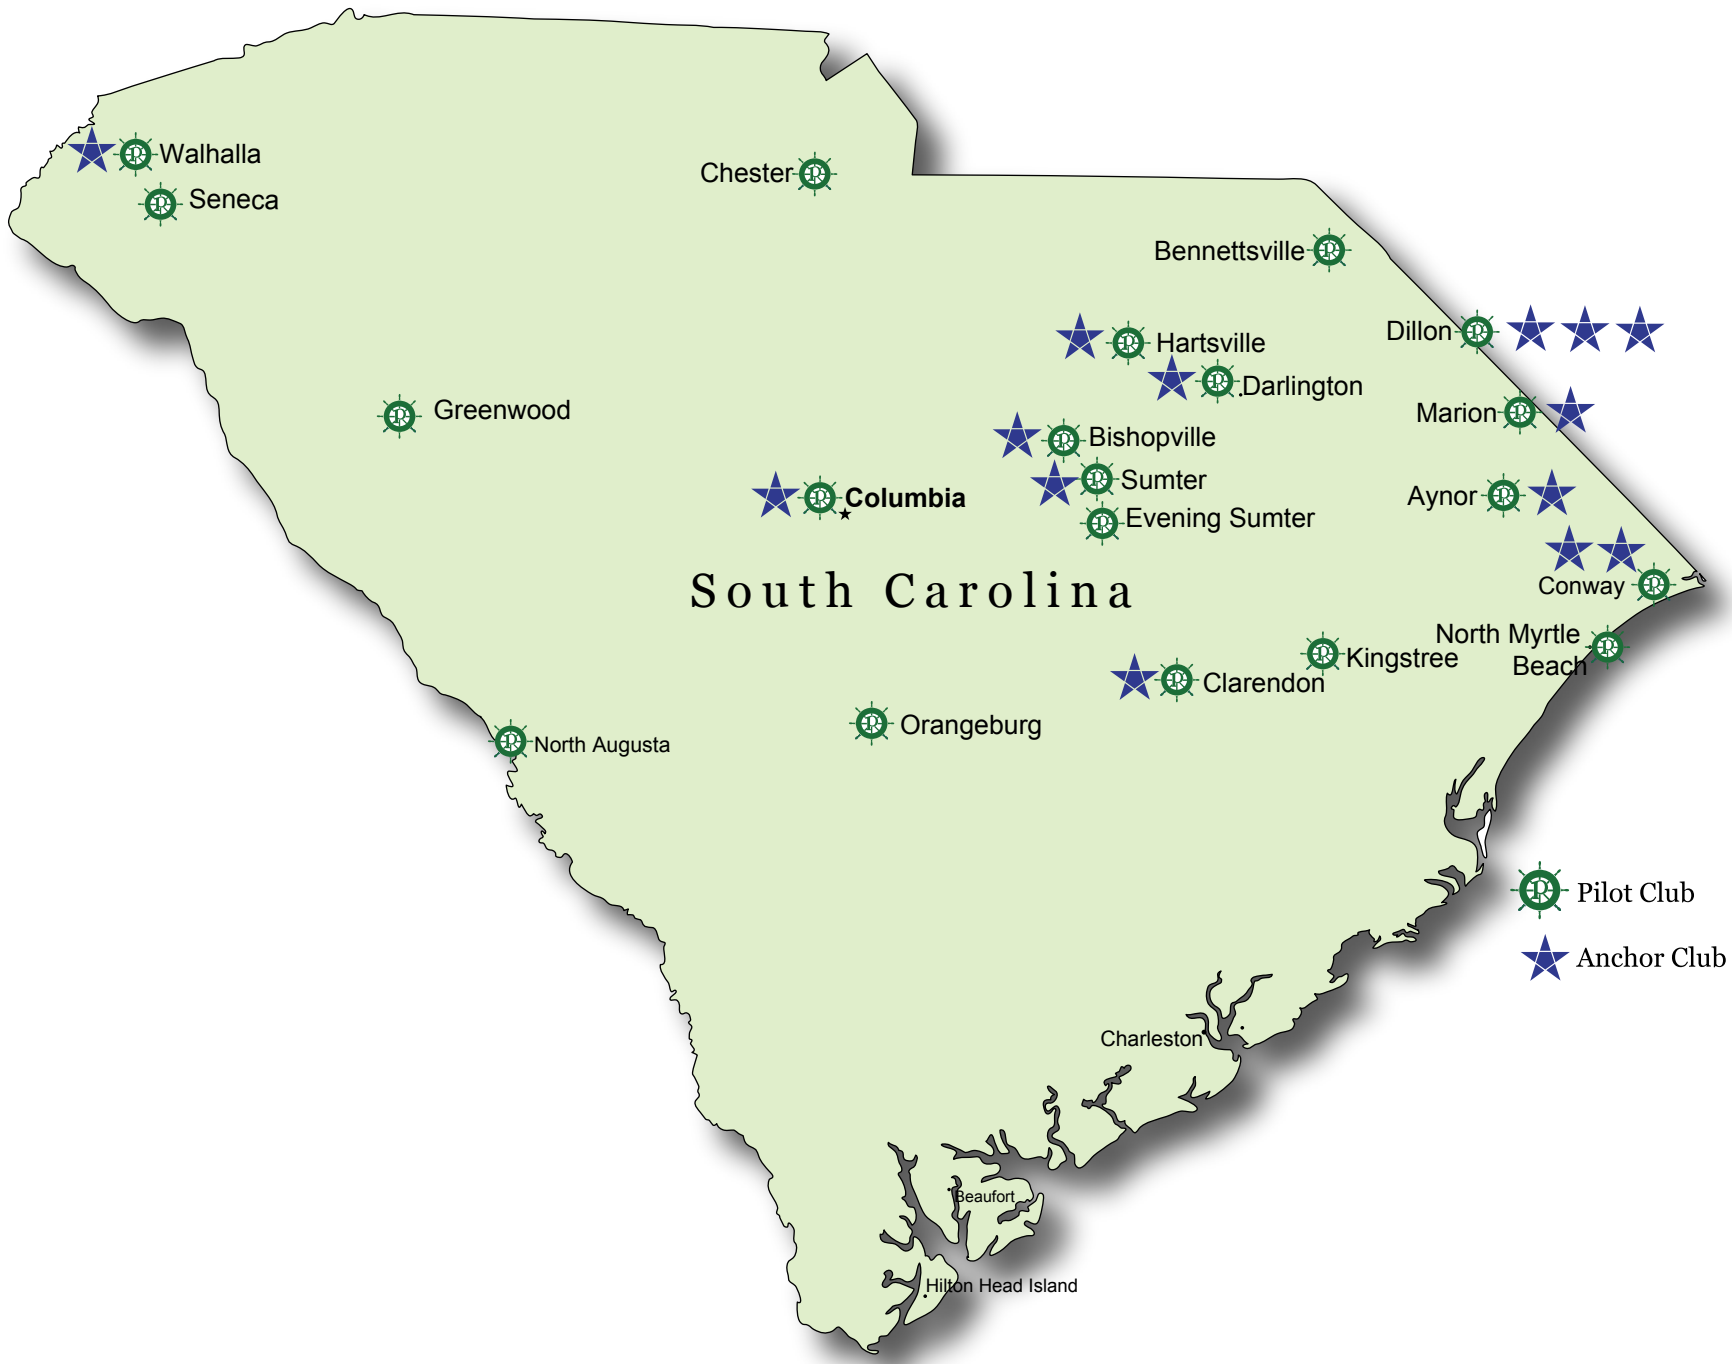 Walhalla
Seneca
Chester
Bennettsville
Dillon
Hartsville
Darlington
Marion
Greenwood
Bishopville
Sumter
Columbia
Aynor
Evening Sumter
South Carolina
Conway
North Myrtle
Beach
Kingstree
Clarendon
Orangeburg
North Augusta
Pilot Club
Anchor Club
Charleston
Beaufort
Hilton Head Island